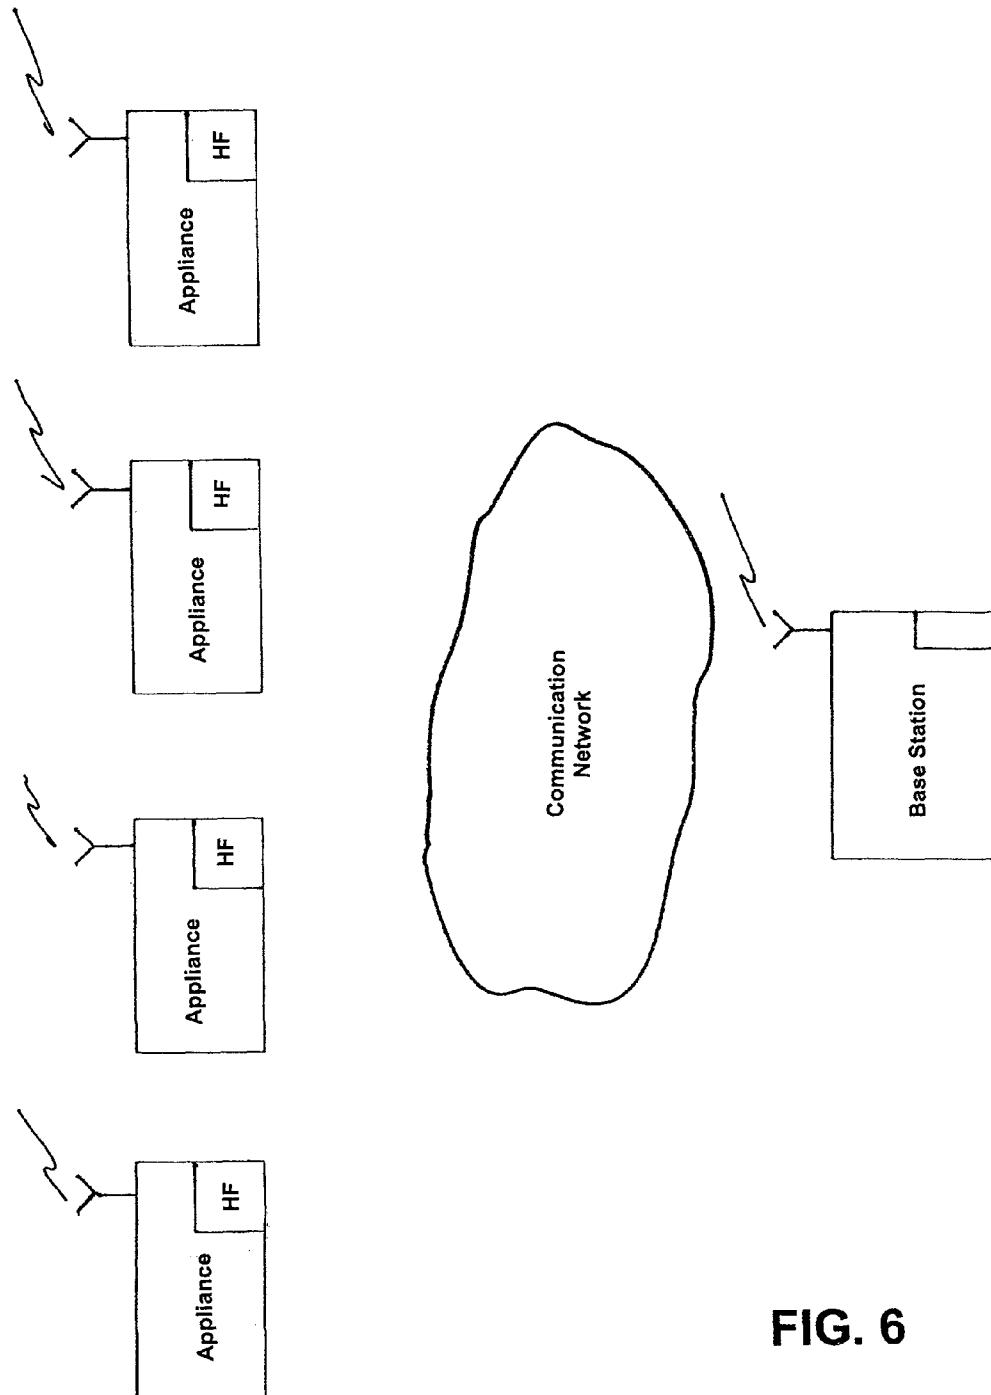 Appliance
HF
Appliance
HF
Appliance
HF
Appliance
HF
Communication
Network
Base Station
FIG. 6